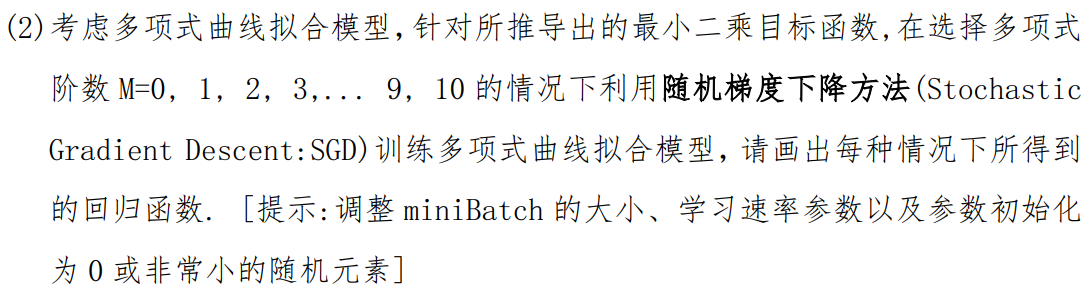 (2)考虑多项式曲线拟合模型,针对所推导出的最小二乘目标函数,在选择多项式
阶数 M=0, 1, 2, 3,... 9, 10 的情况下利用随机梯度下降方法(Stochastic
Gradient Descent:SGD)训练多项式曲线拟合模型,请画出每种情况下所得到
的回归函数. [提示:调整 miniBatch 的大小、学习速率参数以及参数初始化
为 0 或非常小的随机元素]